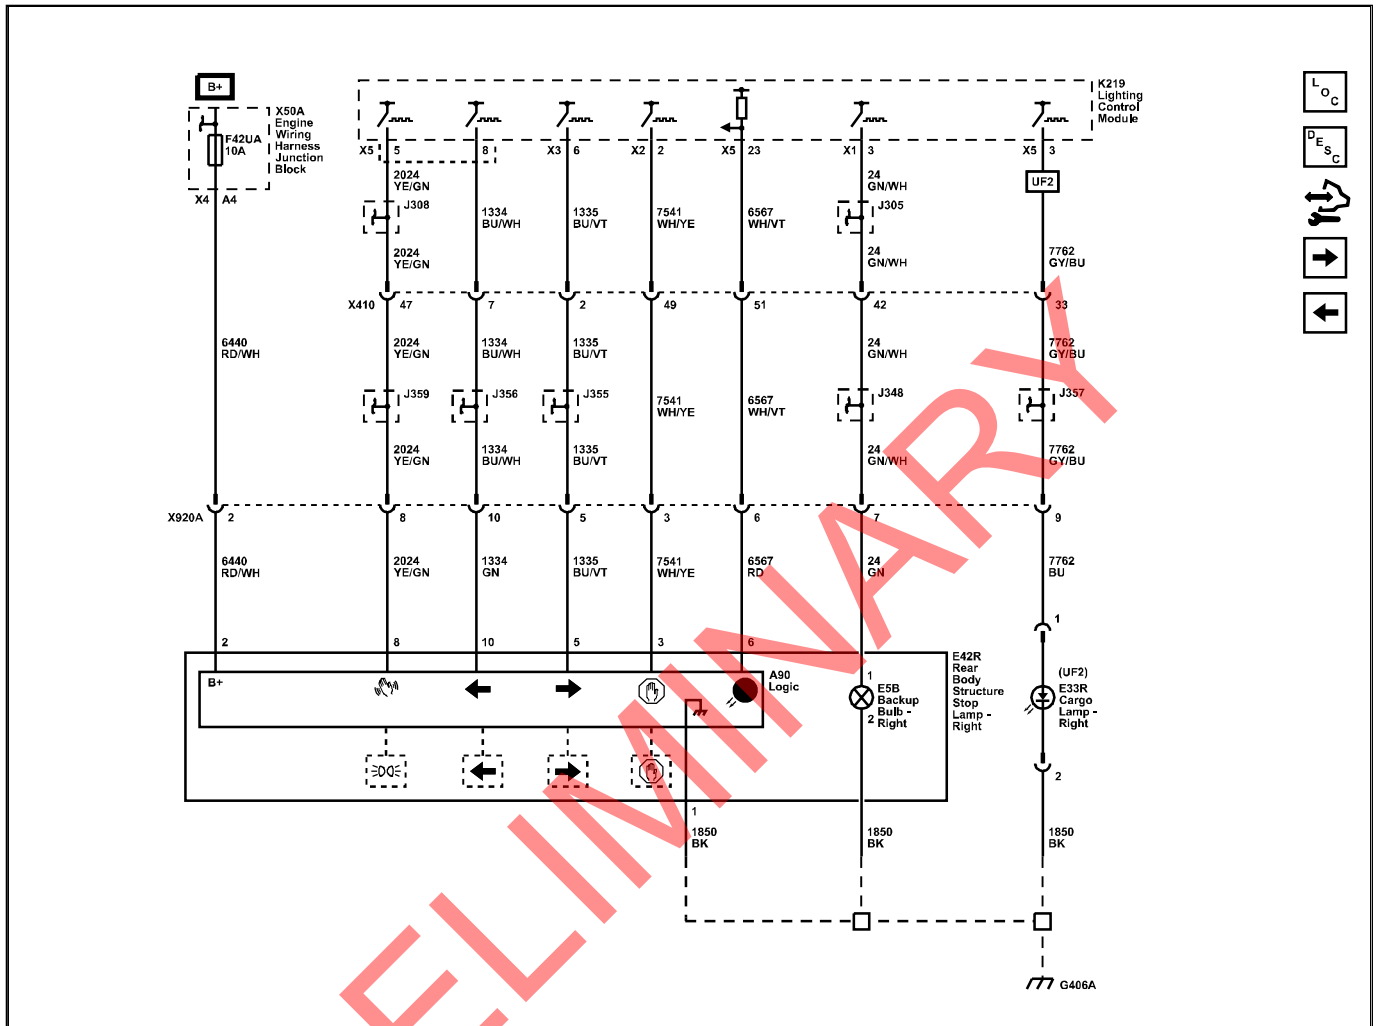 B+
X50A
Engine
Wiring
Harness
Junction
Block
F42UA
10A
X4 A4
K219
Lighting
Control
Module
X5 5 8 X3 6 X2 2 X5 23 X1 3 X5 3
2024
YE/GN
24
GN/WH
UF2
J308
J305
1334
BU/WH
1335
BU/VT
7541
WH/YE
6567
WH/VT
2024
YE/GN
24
GN/WH
7762
GY/BU
X410 47 7 2 49 51 42 33
6440
RD/WH
2024
YE/GN
1334
BU/WH
1335
BU/VT
24
GN/WH
7762
GY/BU
J359 J356 J355 J348 J357
7541
WH/YE
6567
WH/VT
2024
YE/GN
1334
BU/WH
1335
BU/VT
24
GN/WH
7762
GY/BU
X920A 2 8 10 5 3 6 7 9
6440
RD/WH
2024
YE/GN
1334
GN
1335
BU/VT
7541
WH/YE
6567
RD
24
GN
7762
BU
1
2 8 10 5 3 6
B+
A90
Logic
1
E5B
Backup
Bulb -
Right
2
E42R
Rear
Body
Structure
Stop
Lamp -
Right
(UF2)
E33R
Cargo
Lamp -
Right
2
1
1850
BK
1850
BK
1850
BK
G406A
LOC
DESC
ELIMINARY